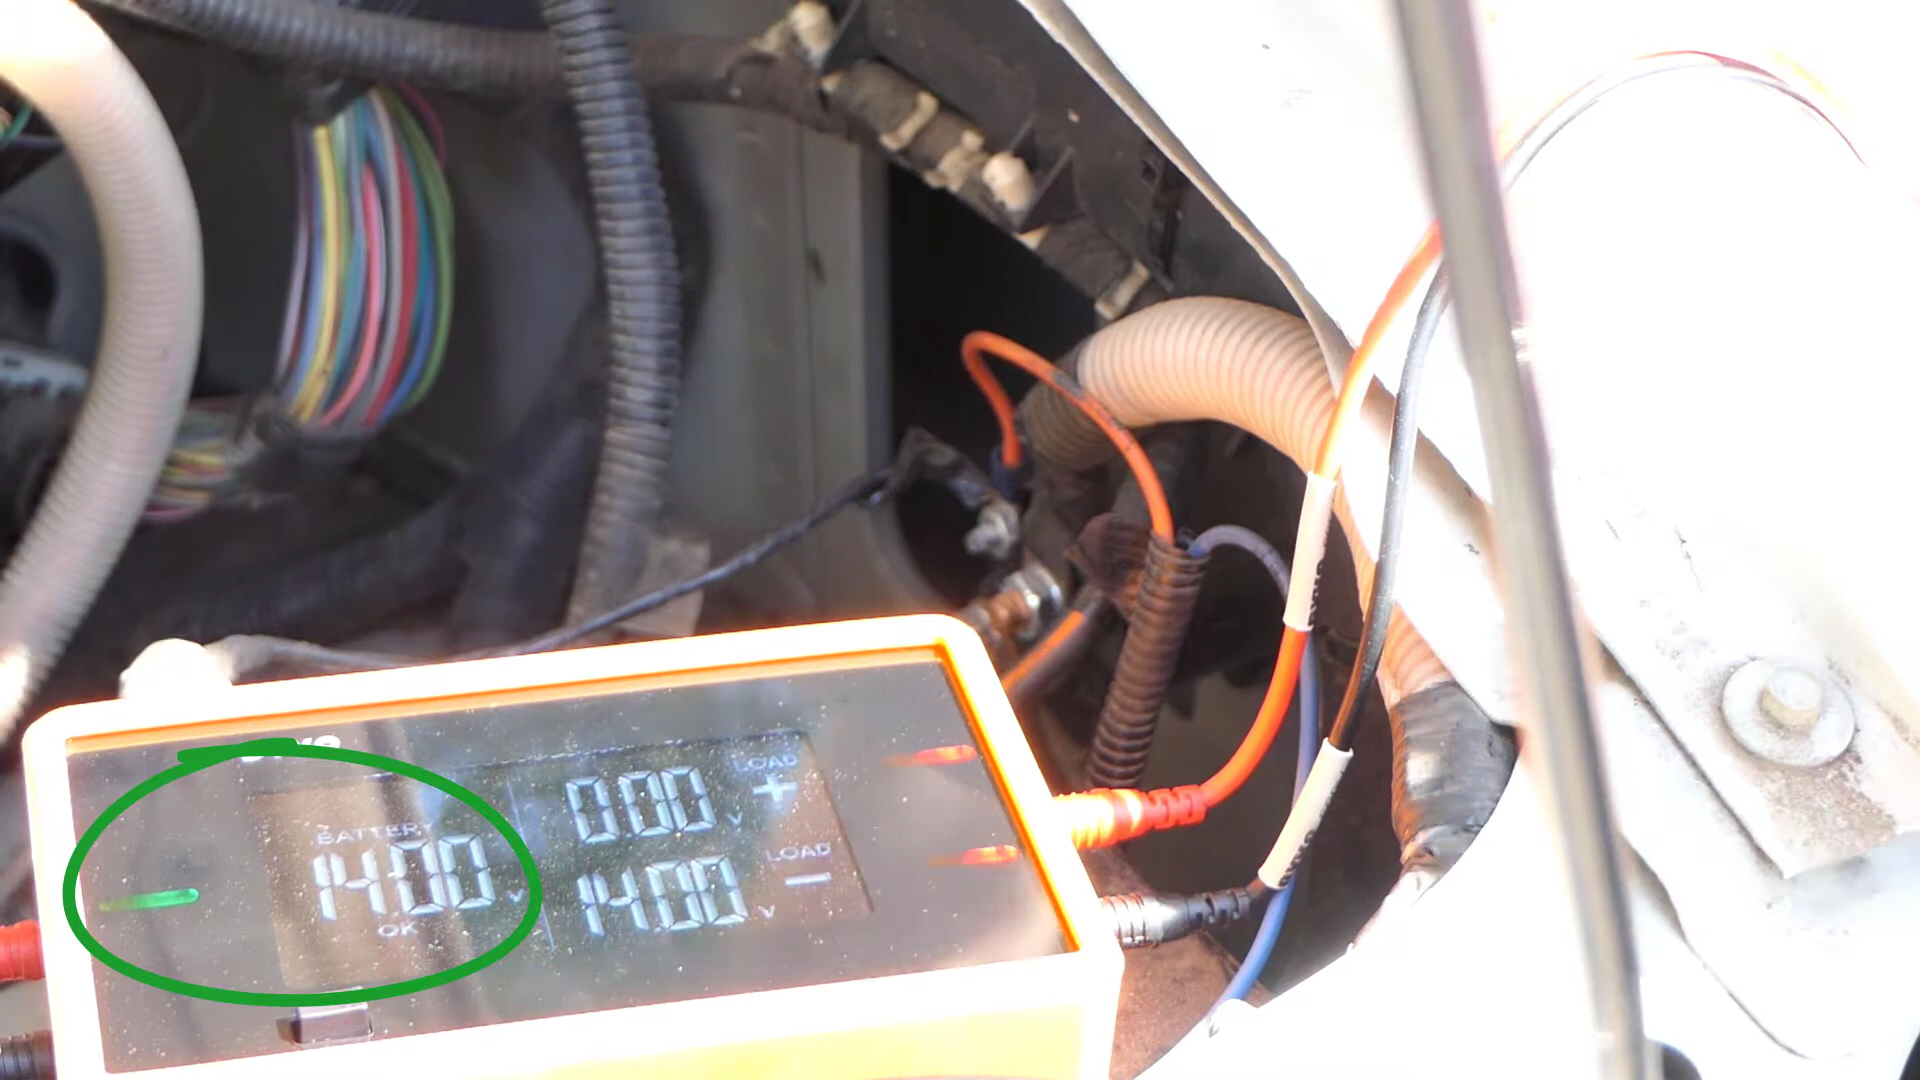 BATTERY
14.00 v
OK
0.00 v
LOAD
+
14.00 v
LOAD
-